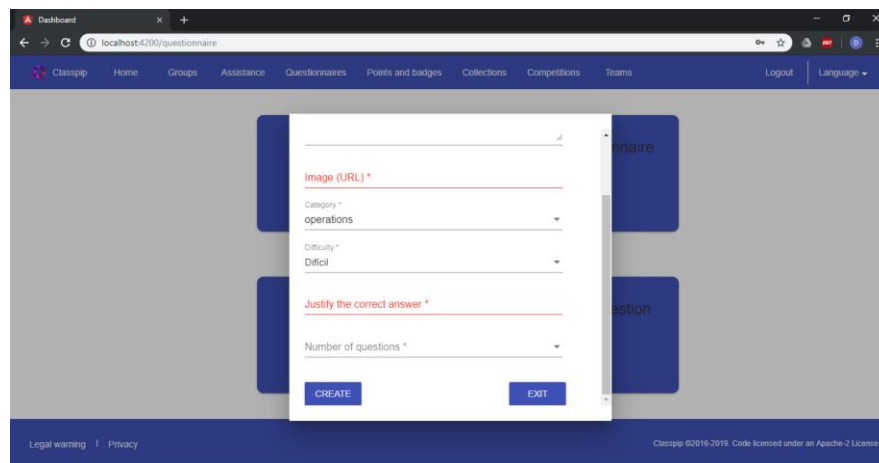 Dashboard
localhost:4200/questionnaire
Classpip Home Groups Assistance Questionnaires Points and badges Collections Competitions Teams Logout Language
nnaire
Image (URL) *
Category *
operations
Difficulty *
Difícil
Justify the correct answer *
estion
Number of questions *
CREATE EXIT
Legal warning | Privacy Classpip ©2016-2019. Code licensed under an Apache-2 License